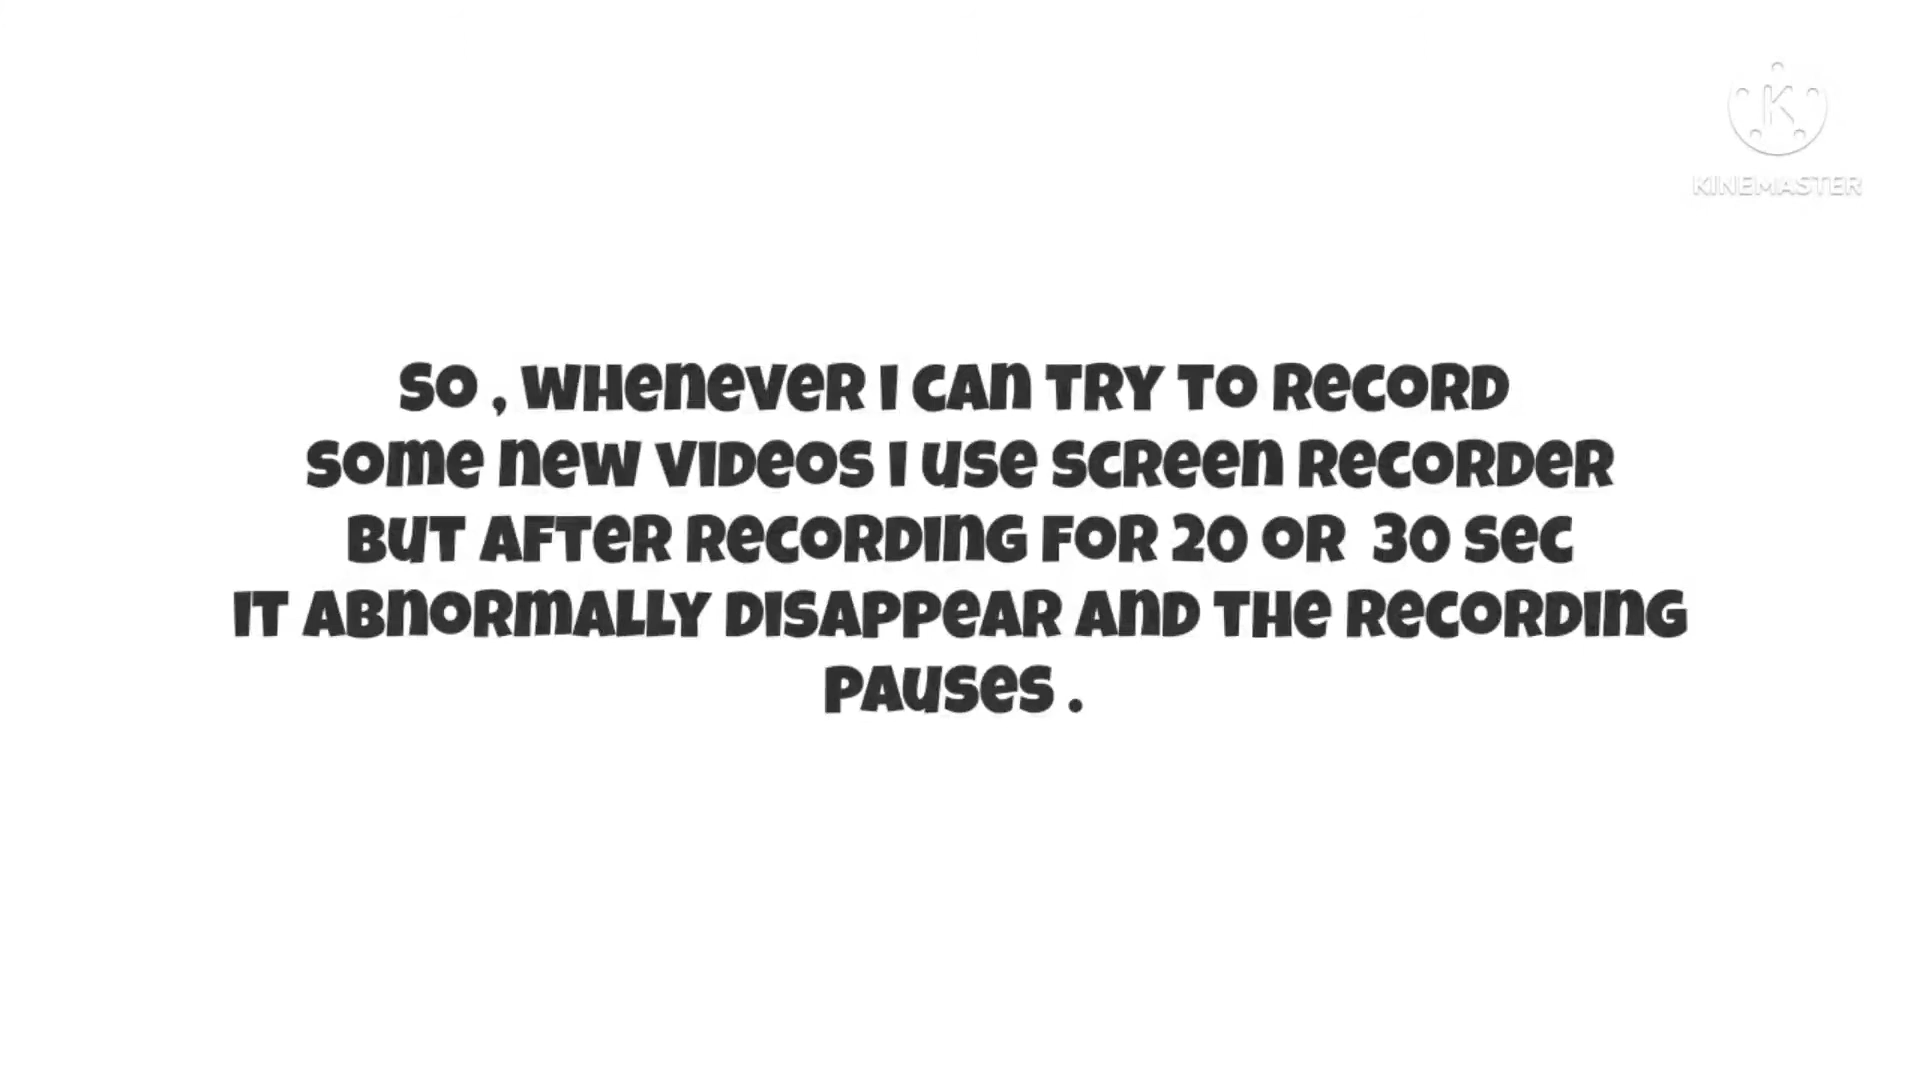 KINEMASTER
So , whenever I can try to record
some new videos I use screen recorder
but after recording for 20 or 30 sec
it abnormally disappear and the recording
pauses .